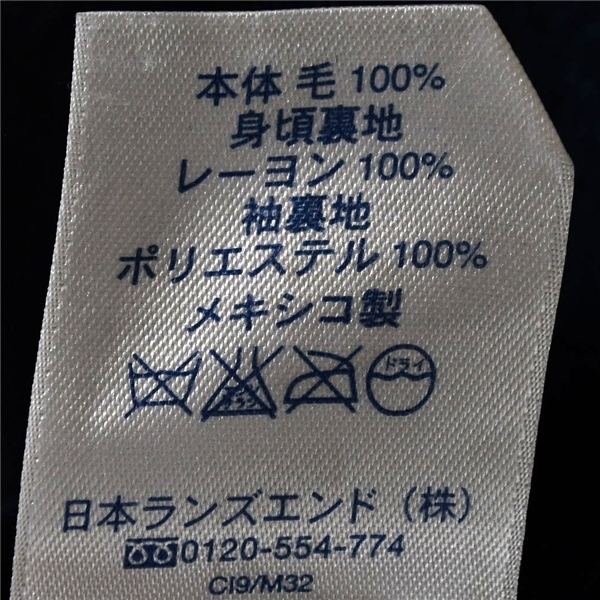 本体 毛 100%
身頃裏地
レーヨン 100%
袖裏地
ポリエステル 100%
メキシコ製
ドライ
日本ランズエンド（株）
0120-554-774
CI9/M32